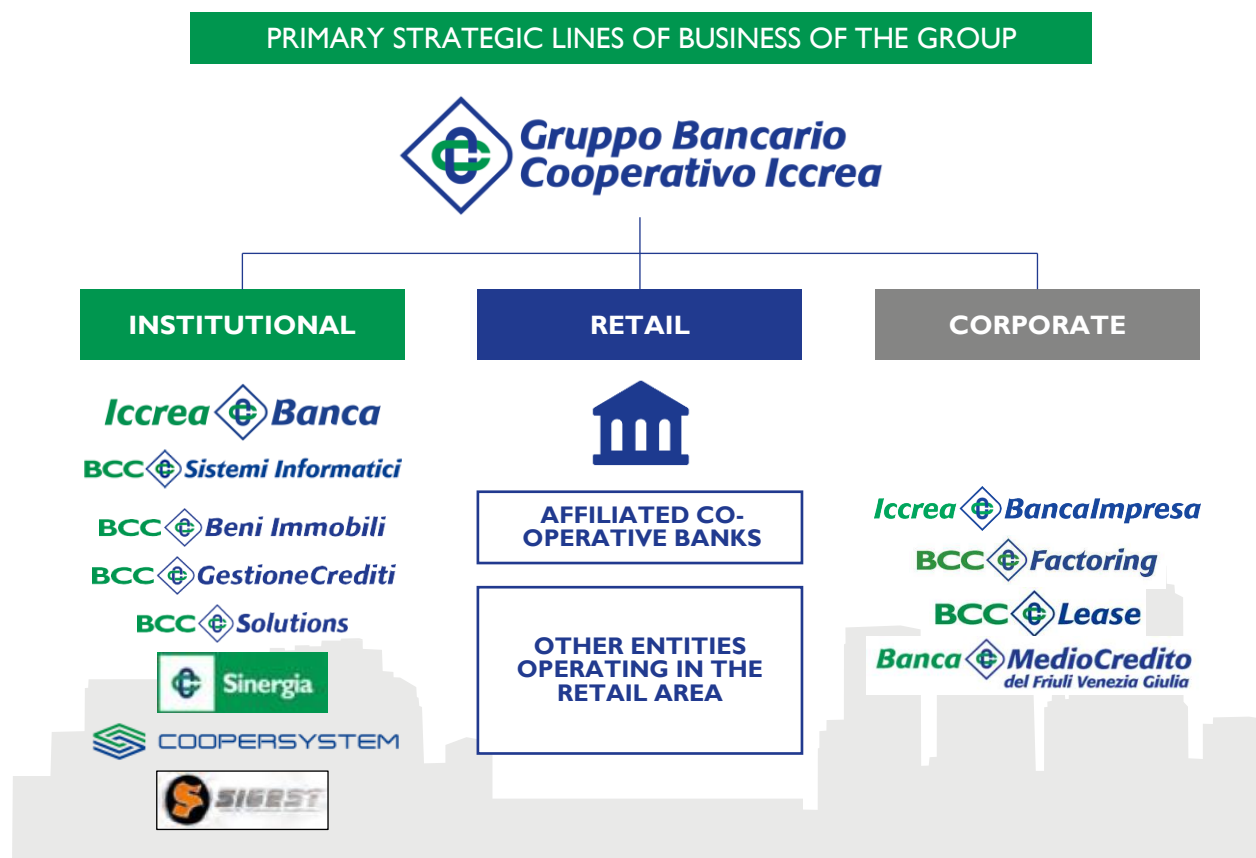 PRIMARY STRATEGIC LINES OF BUSINESS OF THE GROUP
Gruppo Bancario
Cooperativo Iccrea
INSTITUTIONAL
Iccrea Banca
BCC Sistemi Informatici
BCC Beni Immobili
BCC GestioneCrediti
BCC Solutions
Sinergia
COOPERSYSTEM
SIGEST
RETAIL
AFFILIATED CO-
OPERATIVE BANKS
OTHER ENTITIES
OPERATING IN THE
RETAIL AREA
CORPORATE
Iccrea BancaImpresa
BCC Factoring
BCC Lease
Banca MedioCredito
del Friuli Venezia Giulia